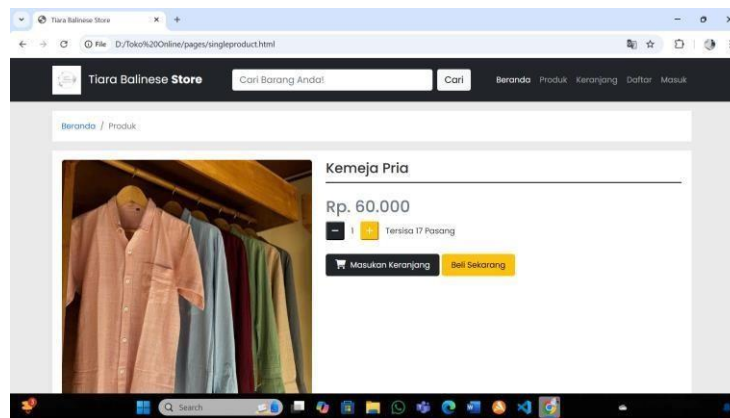 Tiara Balinese Store
File D:/Toko%20Online/pages/singleproduct.html
Tiara Balinese Store Cari Barang Anda! Cari Beranda Produk Keranjang Daftar Masuk
Beranda / Produk
Kemeja Pria
Rp. 60.000
1 Tersisa 17 Pasang
Masukan Keranjang Beli Sekarang
Search